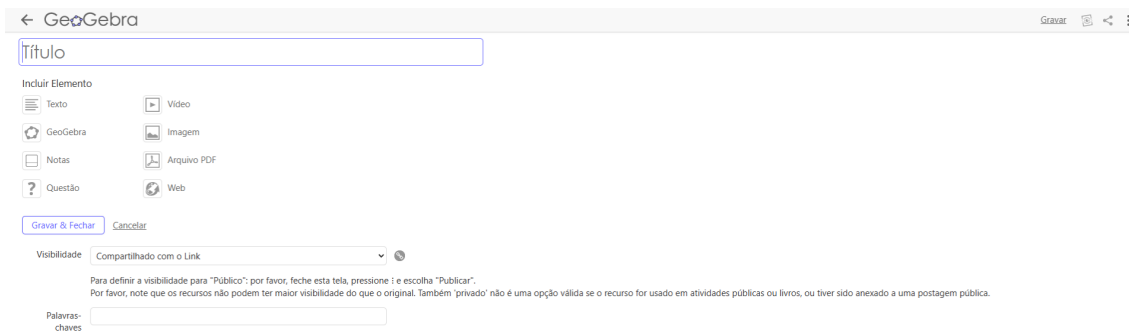 GeoGebra
Gravar
Título
Incluir Elemento
Texto
Vídeo
GeoGebra
Imagem
Notas
Arquivo PDF
Questão
Web
Gravar & Fechar
Cancelar
Visibilidade
Compartilhado com o Link
Para definir a visibilidade para "Público": por favor, feche esta tela, pressione ⁝ e escolha "Publicar".
Por favor, note que os recursos não podem ter maior visibilidade do que o original. Também 'privado' não é uma opção válida se o recurso for usado em atividades públicas ou livros, ou tiver sido anexado a uma postagem pública.
Palavras-
chaves